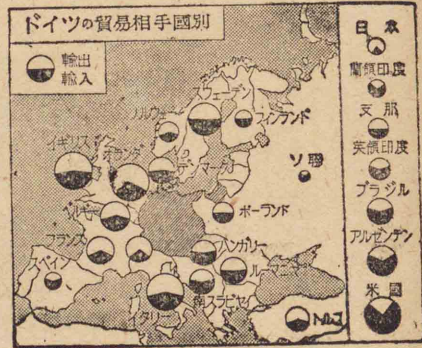 ドイツの貿易相手國別
輸出
輸入
スウェーデン
ノルウェー
フィンランド
イギリス
オランダ
デンマーク
ソ聯
ベルギー
ポーランド
フランス
ハンガリー
スペイン
ルーマニヤ
南スラビヤ
イタリー
トルコ
日本
蘭領印度
支那
英領印度
ブラジル
アルゼンチン
米國